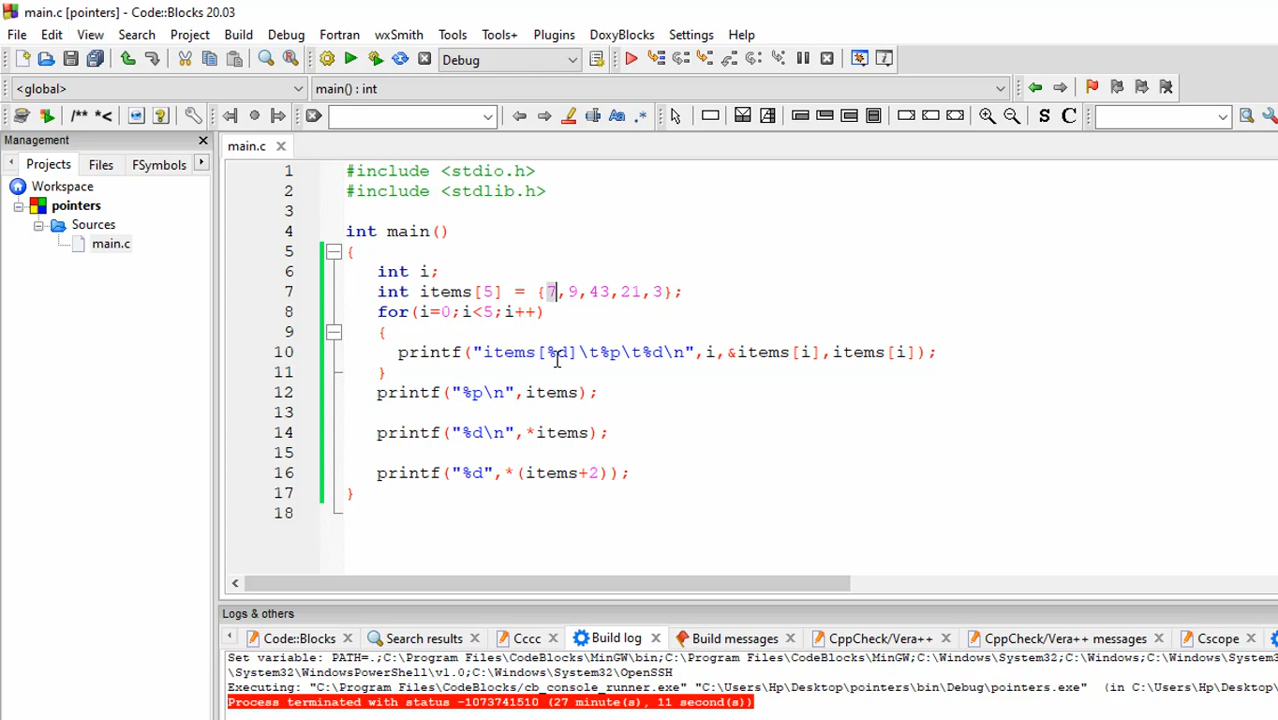 main.c [pointers] - Code::Blocks 20.03
File Edit View Search Project Build Debug Fortran wxSmith Tools Tools+ Plugins DoxyBlocks Settings Help
Debug
<global> main() : int
/** *< Aa .* S C
Management
Projects Files FSymbols
Workspace
pointers
Sources
main.c
main.c
1 #include <stdio.h>
2 #include <stdlib.h>
3
4 int main()
5 {
6 int i;
7 int items[5] = {7,9,43,21,3};
8 for(i=0;i<5;i++)
9 {
10 printf("items[%d]\t%p\t%d\n",i,&items[i],items[i]);
11 }
12 printf("%p\n",items);
13
14 printf("%d\n",*items);
15
16 printf("%d",*(items+2));
17 }
18
Logs & others
Code::Blocks Search results Cccc Build log Build messages CppCheck/Vera++ CppCheck/Vera++ messages Cscope
Set variable: PATH=.;C:\Program Files\CodeBlocks\MinGW\bin;C:\Program Files\CodeBlocks\MinGW;C:\Windows\System32;C:\Windows;C:\Windows\System32\wbem;C:\Windows\S
\System32\WindowsPowerShell\v1.0;C:\Windows\System32\OpenSSH
Executing: "C:\Program Files\CodeBlocks/cb_console_runner.exe" "C:\Users\Hp\Desktop\pointers\bin\Debug\pointers.exe" (in C:\Users\Hp\Desktop\
Process terminated with status -1073741510 (27 minute(s), 11 second(s))